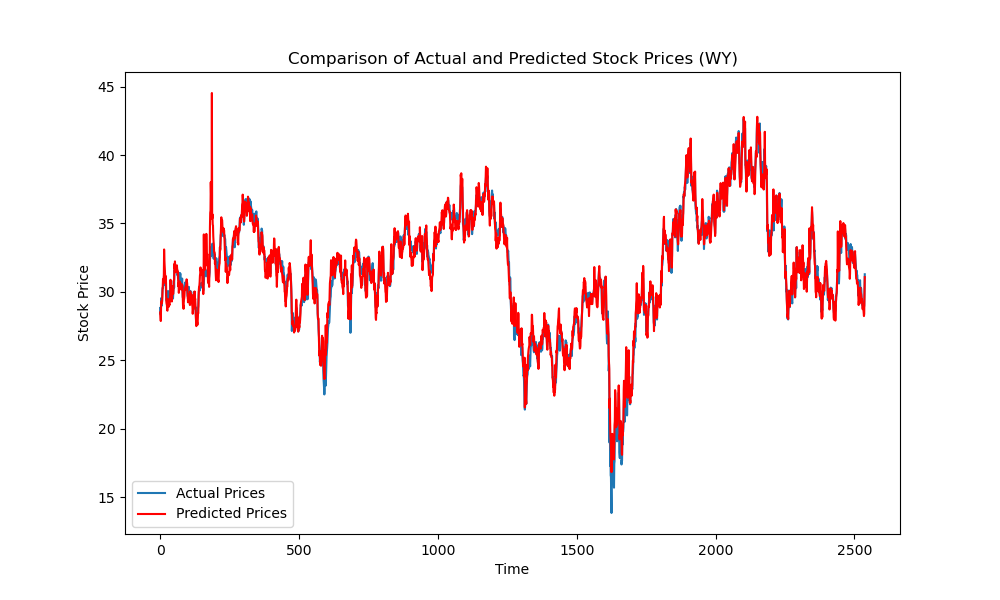 Comparison of Actual and Predicted Stock Prices (WY)
45
40
35
30
25
20
15
Stock Price
Actual Prices
Predicted Prices
0 500 1000 1500 2000 2500
Time